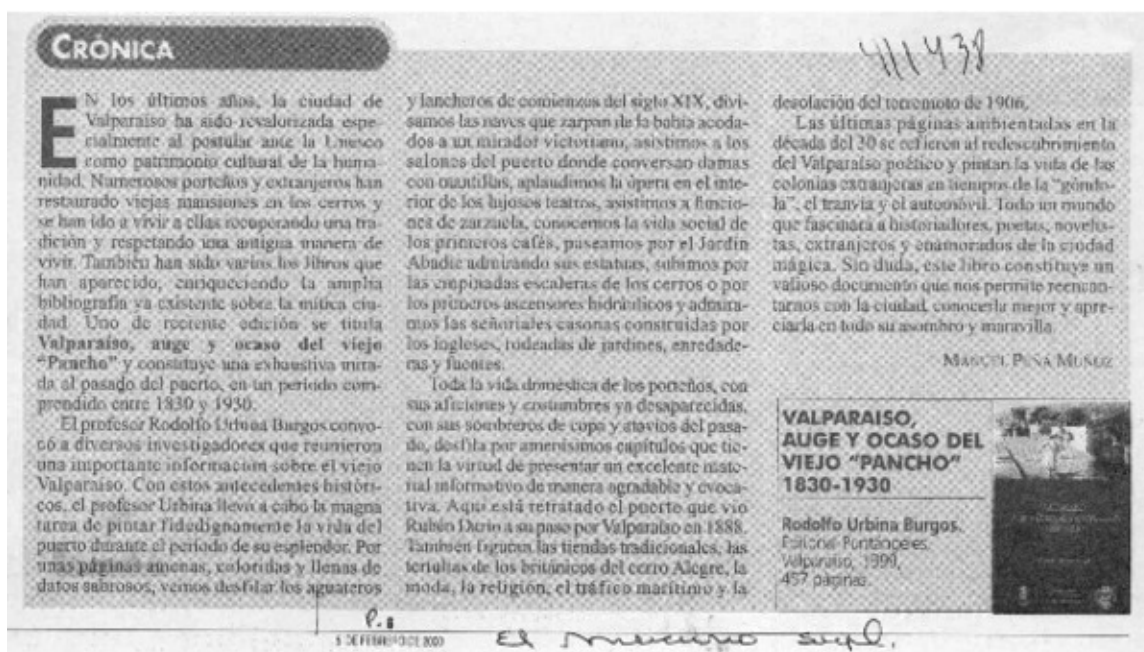 CRÓNICA
411438
EN los últimos años, la ciudad de
Valparaíso ha sido revalorizada espe-
cialmente al postular ante la Unesco
como patrimonio cultural de la huma-
nidad. Numerosos porteños y extranjeros han
restaurado viejas mansiones en los cerros y
se han ido a vivir a ellas recuperando una tra-
dición y respetando una antigua manera de
vivir. También han sido varios los libros que
han aparecido, enriqueciendo la amplia
bibliografía ya existente sobre la mítica ciu-
dad. Uno de reciente edición se titula
Valparaíso, auge y ocaso del viejo
"Pancho" y constituye una exhaustiva mira-
da al pasado del puerto, en un período com-
prendido entre 1830 y 1930.
El profesor Rodolfo Urbina Burgos convo-
có a diversos investigadores que reunieron
una importante información sobre el viejo
Valparaíso. Con estos antecedentes históri-
cos, el profesor Urbina llevó a cabo la magna
tarea de pintar fidedignamente la vida del
puerto durante el período de su esplendor. Por
unas páginas amenas, coloridas y llenas de
datos sabrosos, vemos desfilar los aguateros
y lancheros de comienzos del siglo XIX, divi-
samos las naves que zarpan de la bahía acoda-
dos a un mirador victoriano, asistimos a los
salones del puerto donde conversan damas
con mantillas, aplaudimos la ópera en el inte-
rior de los lujosos teatros, asistimos a funcio-
nes de zarzuela, conocemos la vida social de
los primeros cafés, paseamos por el Jardín
Abadie admirando sus estatuas, subimos por
las empinadas escaleras de los cerros o por
los primeros ascensores hidráulicos y admira-
mos las señoriales casonas construidas por
los ingleses, rodeadas de jardines, enredade-
ras y fuentes.
Toda la vida doméstica de los porteños, con
sus aficiones y costumbres ya desaparecidas,
con sus sombreros de copa y atavíos del pasa-
do, desfila por amenísimos capítulos que tie-
nen la virtud de presentar un excelente mate-
rial informativo de manera agradable y evoca-
tiva. Aquí está retratado el puerto que vio
Rubén Darío a su paso por Valparaíso en 1888.
También figuran las tiendas tradicionales, las
tertulias de los británicos del cerro Alegre, la
moda, la religión, el tráfico marítimo y la
desolación del terremoto de 1906.
Las últimas páginas ambientadas en la
década del 30 se refieren al redescubrimiento
del Valparaíso poético y pintan la vida de las
colonias extranjeras en tiempos de la "góndo-
la", el tranvía y el automóvil. Todo un mundo
que fascinará a historiadores, poetas, novelis-
tas, extranjeros y enamorados de la ciudad
mágica. Sin duda, este libro constituye un
valioso documento que nos permite reencan-
tarnos con la ciudad, conocerla mejor y apre-
ciarla en todo su asombro y maravilla.
MANUEL PEÑA MUÑOZ
VALPARAISO,
AUGE Y OCASO DEL
VIEJO "PANCHO"
1830-1930
Rodolfo Urbina Burgos.
Editorial Puntángeles,
Valparaíso, 1999,
457 páginas.
P. 8
5 DE FEBRERO DE 2000
El Mercurio supl.